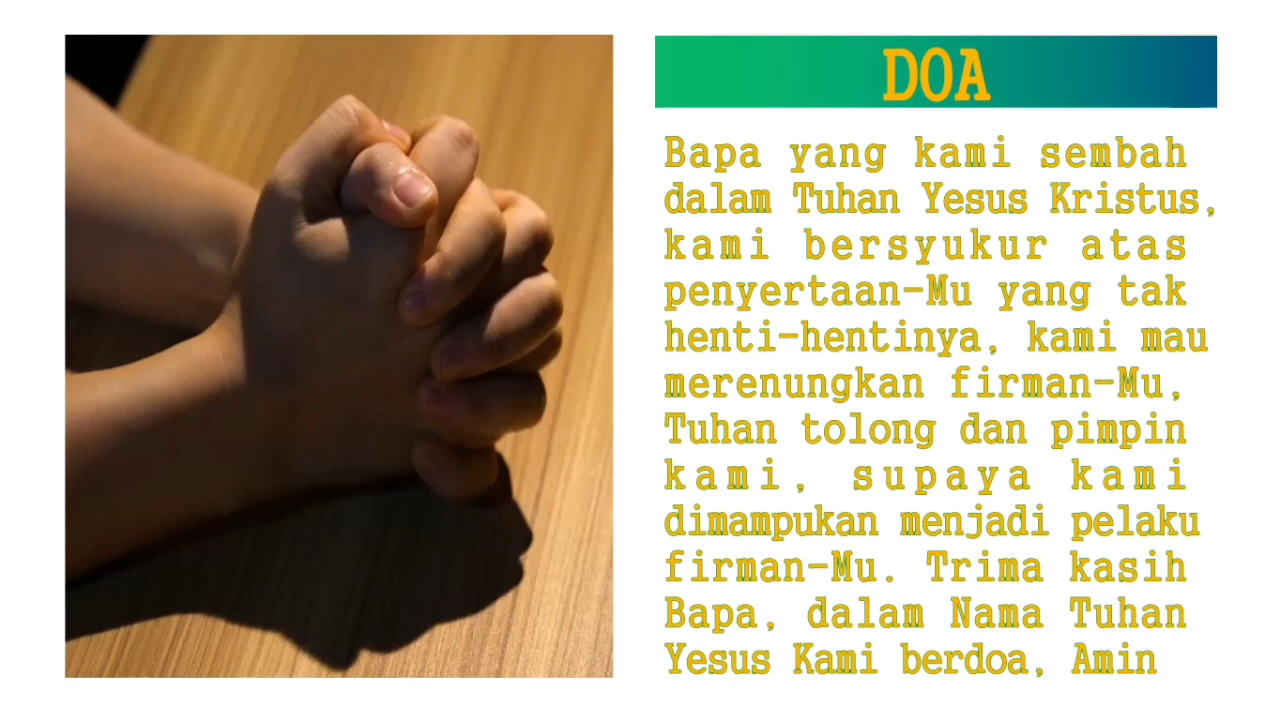 DOA
Bapa yang kami sembah
dalam Tuhan Yesus Kristus,
kami bersyukur atas
penyertaan-Mu yang tak
henti-hentinya, kami mau
merenungkan firman-Mu,
Tuhan tolong dan pimpin
kami, supaya kami
dimampukan menjadi pelaku
firman-Mu. Trima kasih
Bapa, dalam Nama Tuhan
Yesus Kami berdoa, Amin